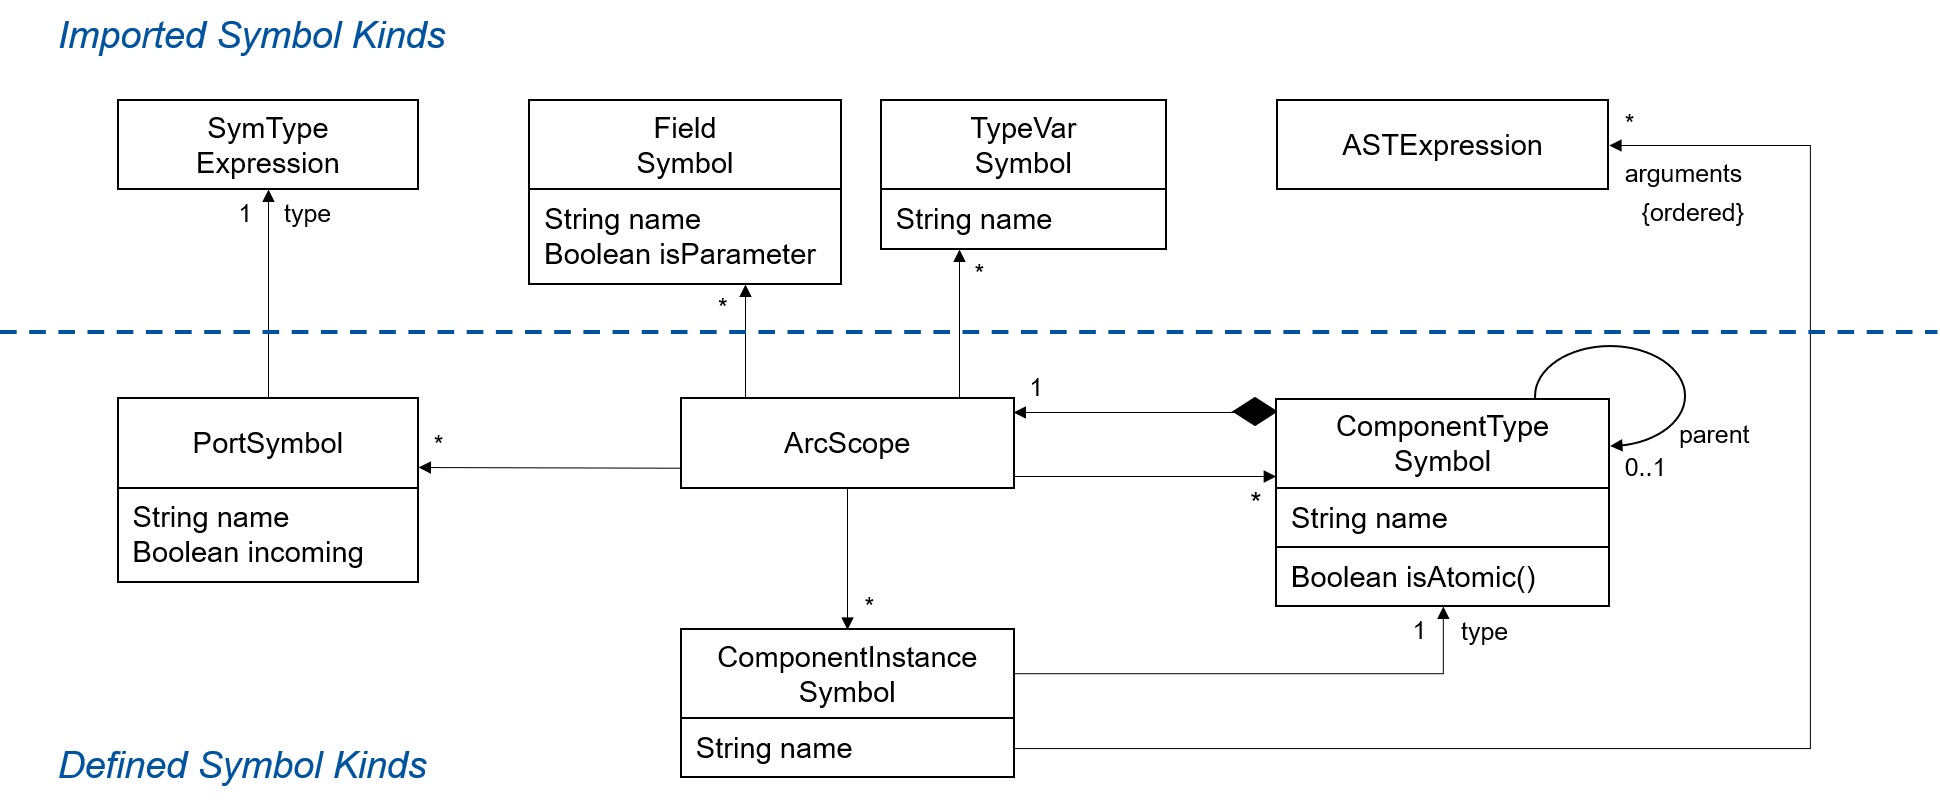 Imported Symbol Kinds
SymType
Expression
1
type
Field
Symbol
String name
Boolean isParameter
*
TypeVar
Symbol
String name
*
ASTExpression
*
arguments
{ordered}
PortSymbol
String name
Boolean incoming
*
ArcScope
1
*
ComponentType
Symbol
String name
Boolean isAtomic()
parent
0..1
*
ComponentInstance
Symbol
String name
1
type
Defined Symbol Kinds